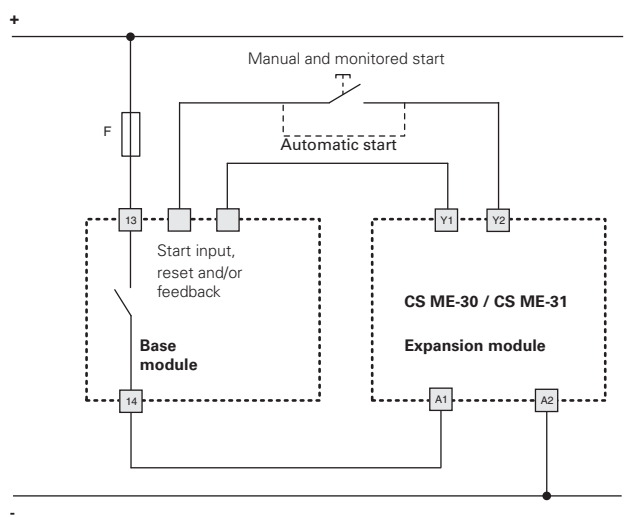 +
Manual and monitored start
F
Automatic start
13
Y1
Y2
Start input,
reset and/or
feedback
CS ME-30 / CS ME-31
Base
module
Expansion module
14
A1
A2
-